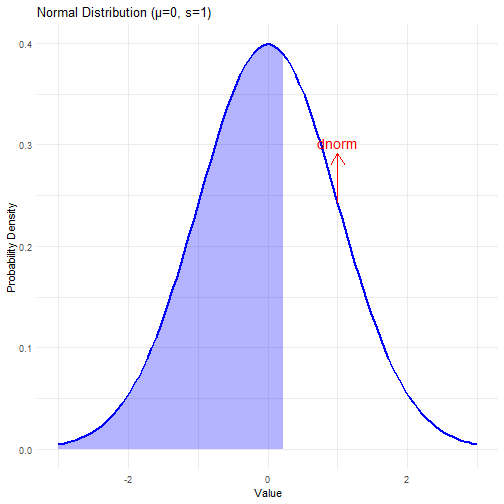 Normal Distribution (µ=0, s=1)
0.4
0.3
0.2
0.1
0.0
Probability Density
dnorm
-2
0
2
Value